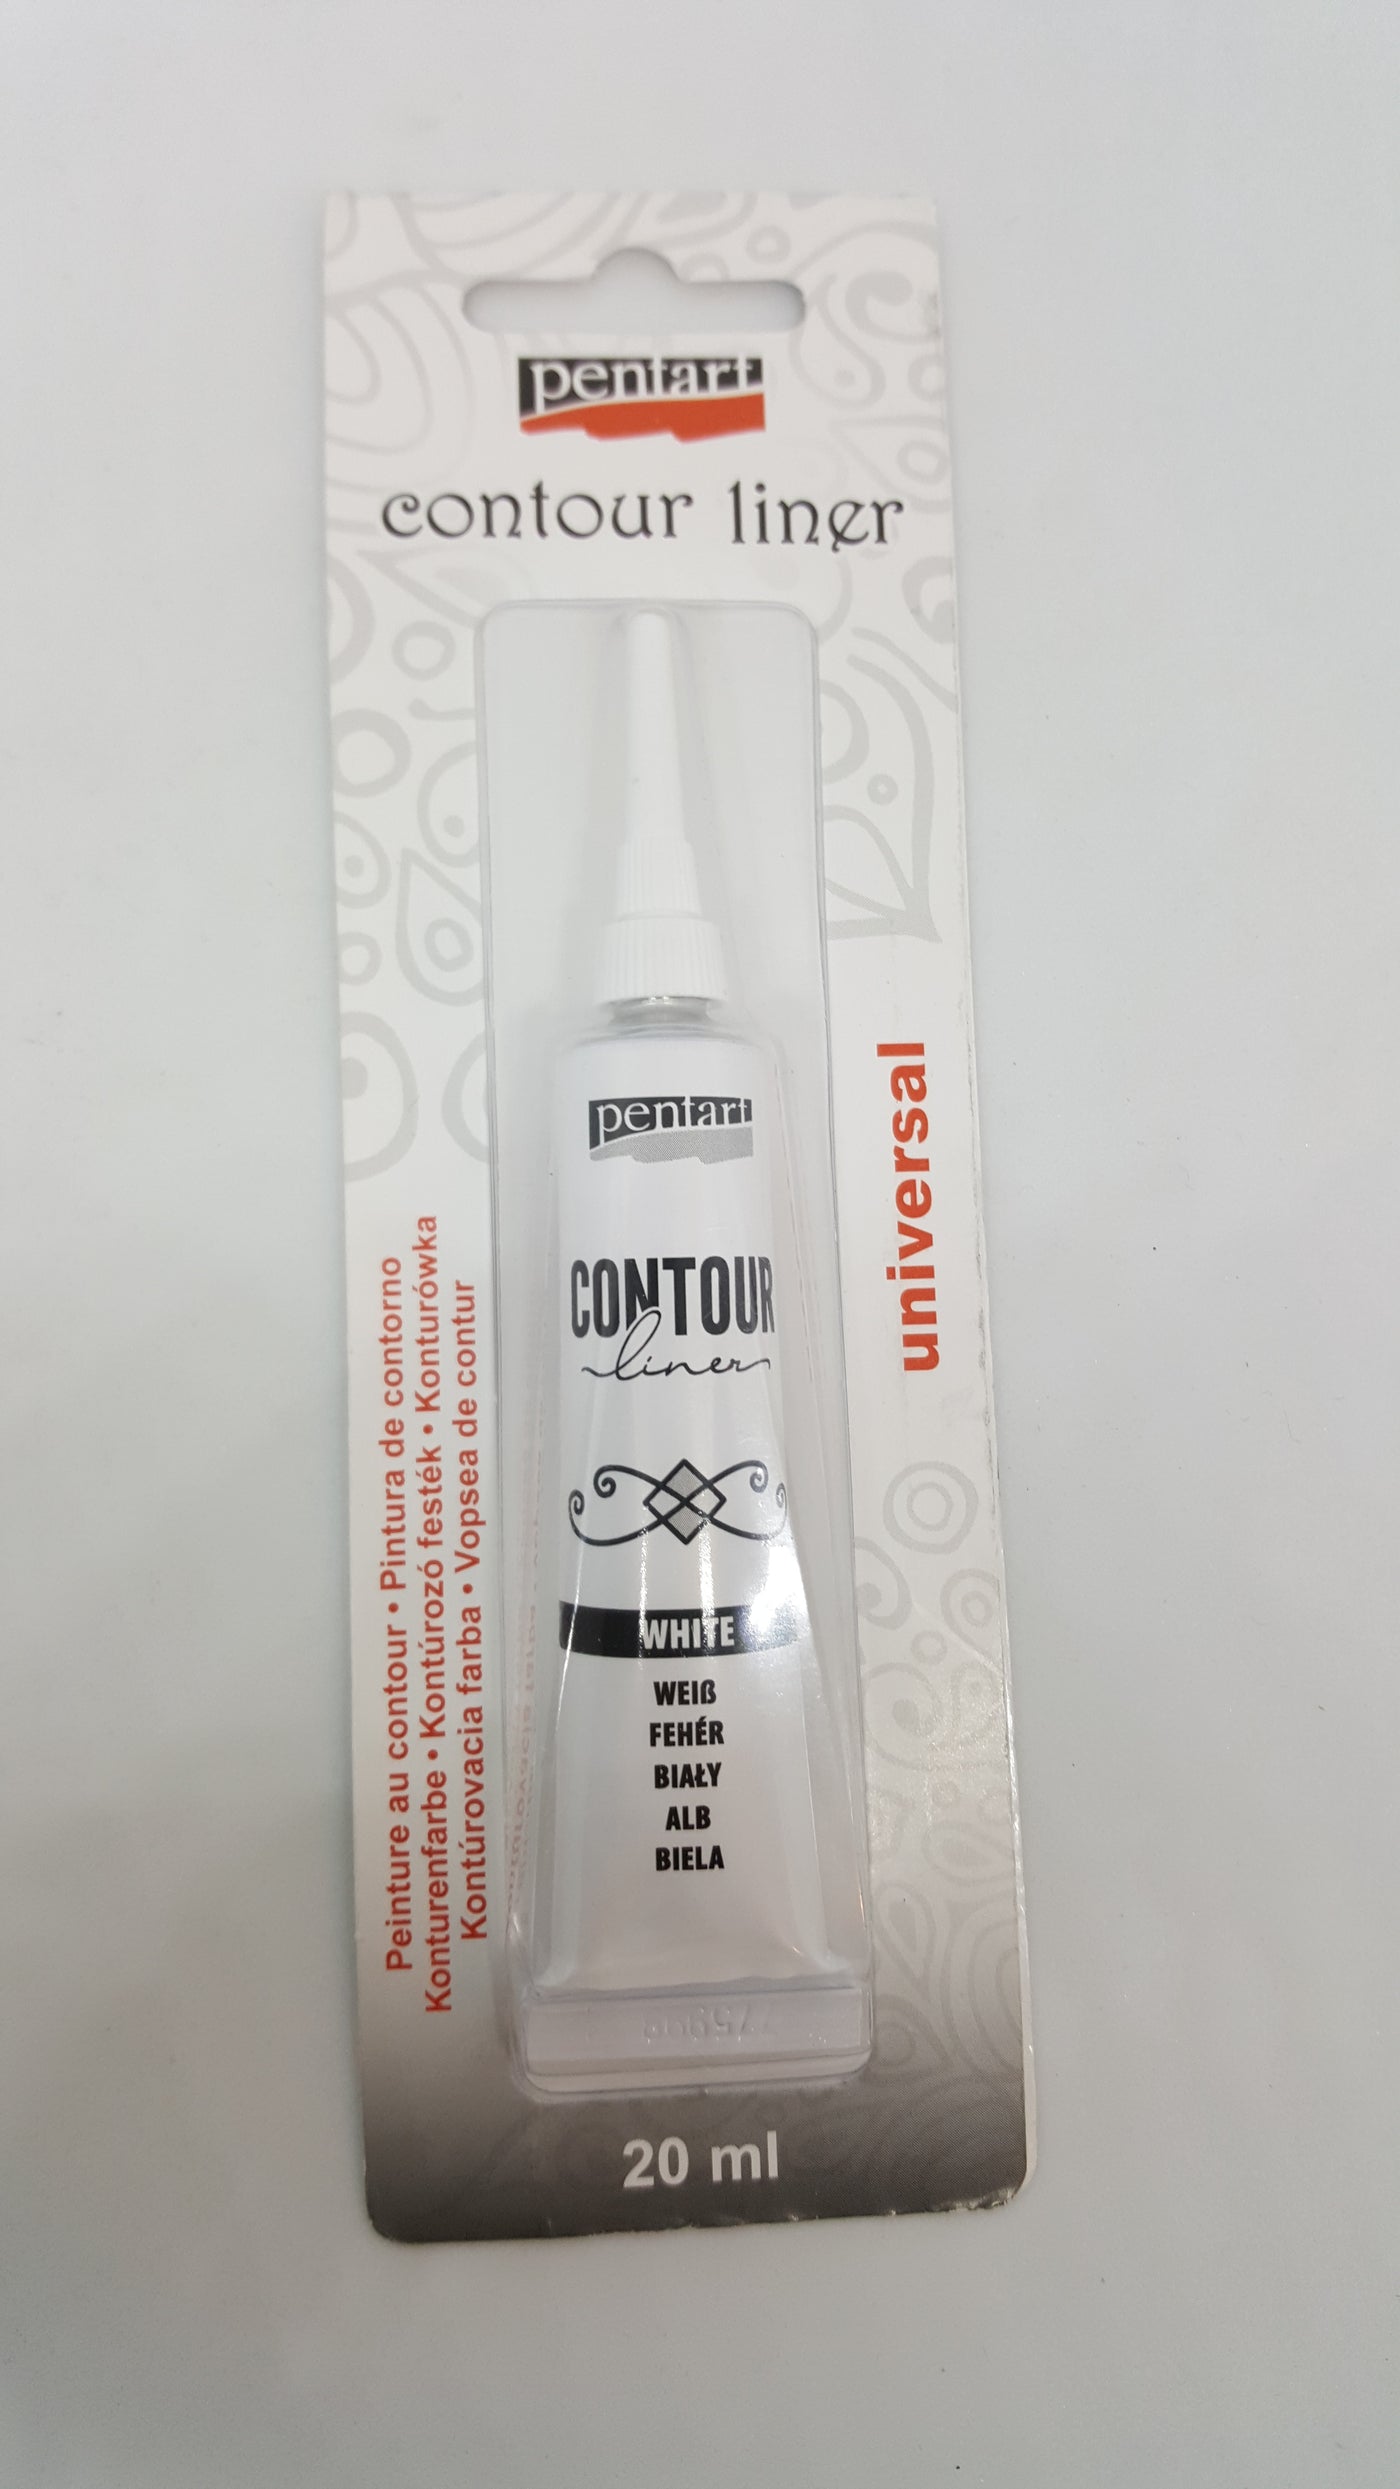 pentart
contour liner
pentart
CONTOUR
liner
WHITE
WEIß
FEHÉR
BIAŁY
ALB
BIELA
universal
Peinture au contour • Pintura de contorno
Konturenfarbe • Kontúrozó festék • Konturówka
Kontúrovacia farba • Vopsea de contur
20 ml